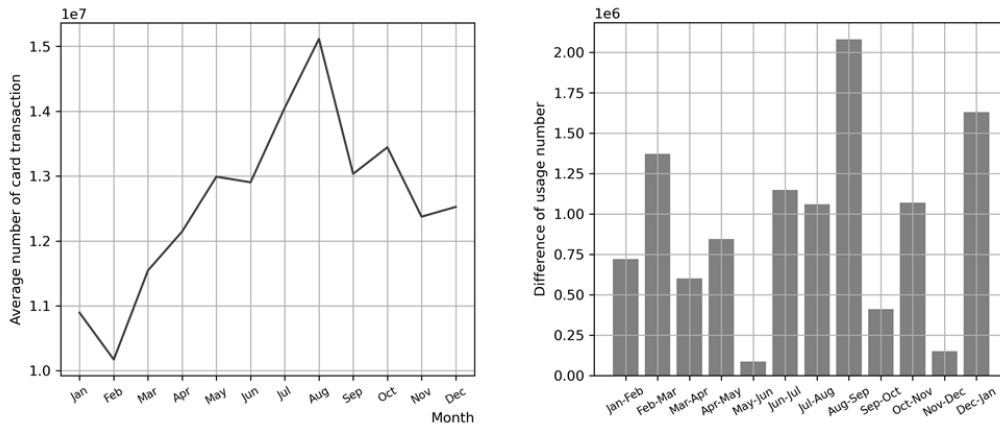 1e7
Average number of card transaction
1.5
1.4
1.3
1.2
1.1
1.0
Jan
Feb
Mar
Apr
May
Jun
Jul
Aug
Sep
Oct
Nov
Dec
Month
1e6
Difference of usage number
2.00
1.75
1.50
1.25
1.00
0.75
0.50
0.25
0.00
Jan-Feb
Feb-Mar
Mar-Apr
Apr-May
May-Jun
Jun-Jul
Jul-Aug
Aug-Sep
Sep-Oct
Oct-Nov
Nov-Dec
Dec-Jan